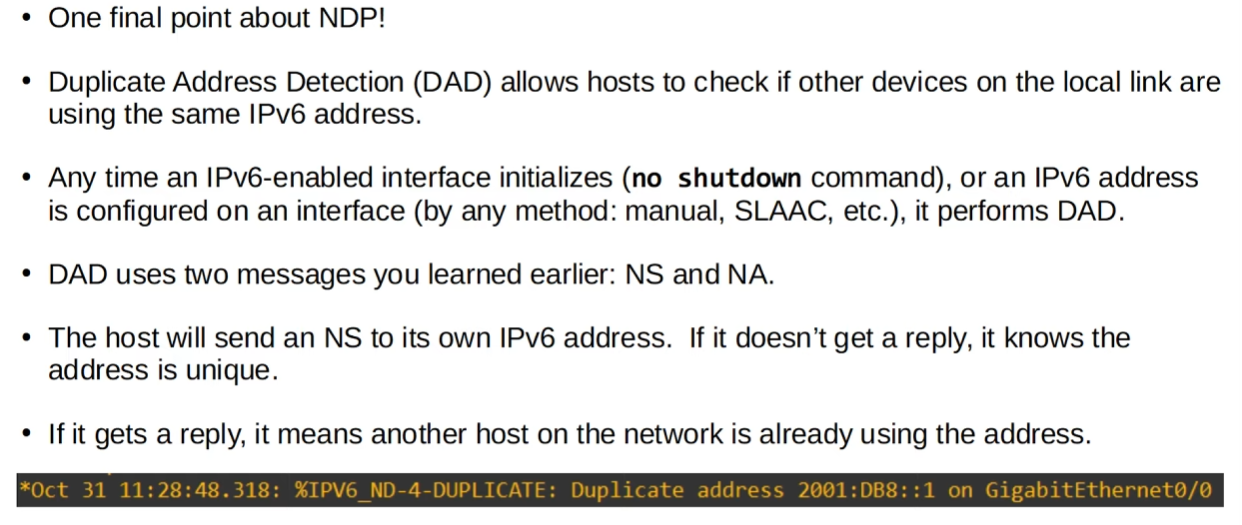 • One final point about NDP!
• Duplicate Address Detection (DAD) allows hosts to check if other devices on the local link are
using the same IPv6 address.
• Any time an IPv6-enabled interface initializes (no shutdown command), or an IPv6 address
is configured on an interface (by any method: manual, SLAAC, etc.), it performs DAD.
• DAD uses two messages you learned earlier: NS and NA.
• The host will send an NS to its own IPv6 address.  If it doesn’t get a reply, it knows the
address is unique.
• If it gets a reply, it means another host on the network is already using the address.
*Oct 31 11:28:48.318: %IPV6_ND-4-DUPLICATE: Duplicate address 2001:DB8::1 on GigabitEthernet0/0